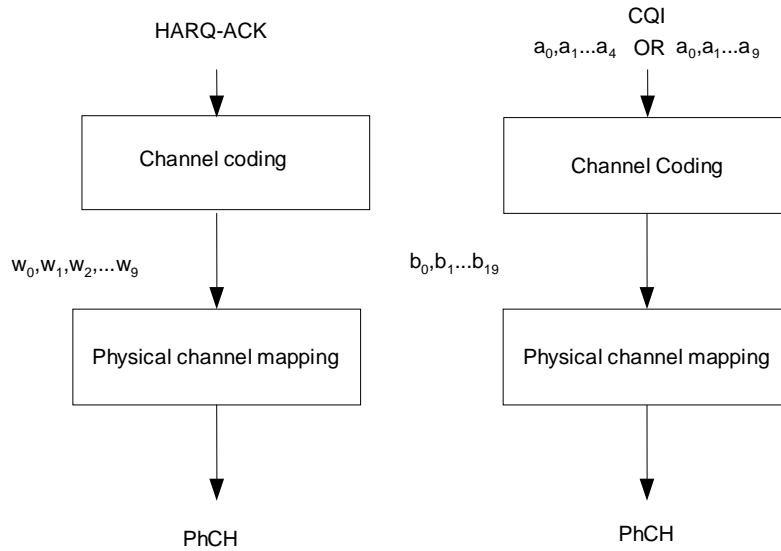 HARQ-ACK
Channel coding
w0,w1,w2,...w9
Physical channel mapping
PhCH
CQI
a0,a1...a4 OR a0,a1...a9
Channel Coding
b0,b1...b19
Physical channel mapping
PhCH